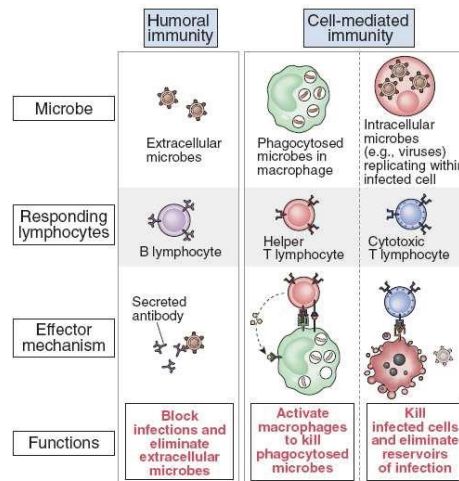 Humoral
immunity
Cell-mediated
immunity
Microbe
Extracellular
microbes
Phagocytosed
microbes in
macrophage
Intracellular
microbes
(e.g., viruses)
replicating within
infected cell
Responding
lymphocytes
B lymphocyte
Helper
T lymphocyte
Cytotoxic
T lymphocyte
Effector
mechanism
Secreted
antibody
Functions
Block
infections and
eliminate
extracellular
microbes
Activate
macrophages
to kill
phagocytosed
microbes
Kill
infected cells
and eliminate
reservoirs
of infection